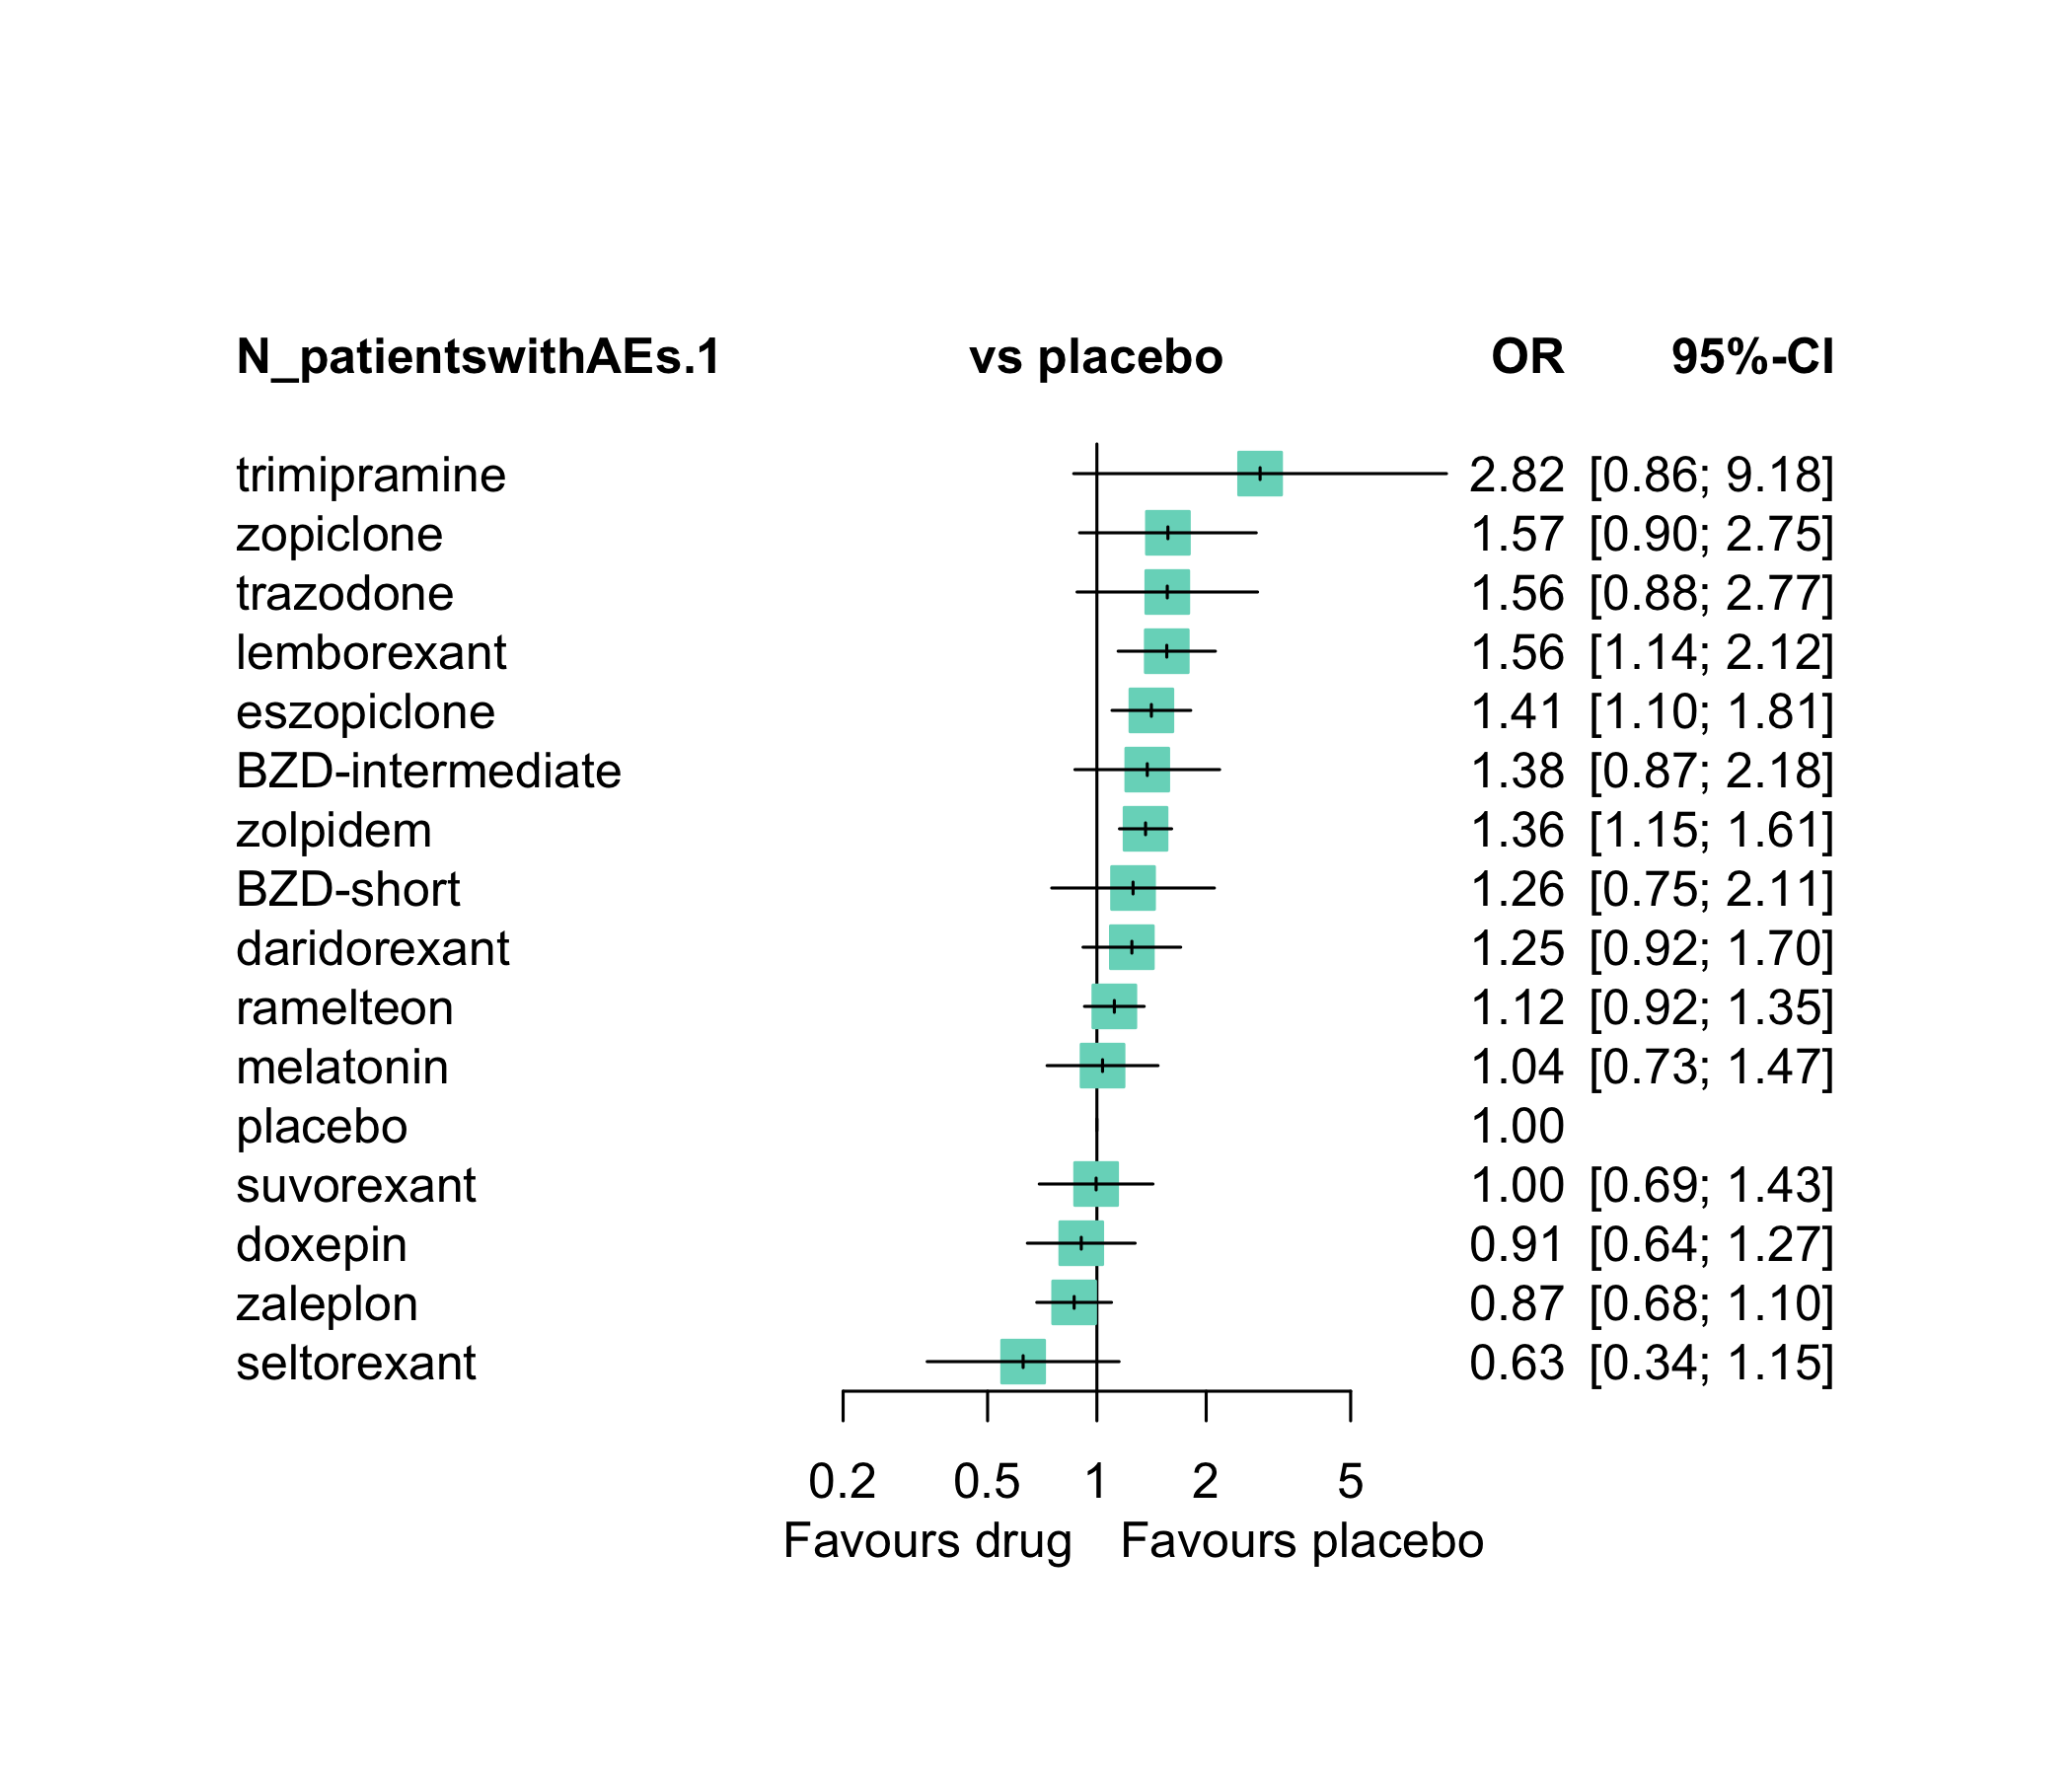 N_patientswithAEs.1 vs placebo OR 95%-CI
trimipramine 2.82 [0.86; 9.18]
zopiclone 1.57 [0.90; 2.75]
trazodone 1.56 [0.88; 2.77]
lemborexant 1.56 [1.14; 2.12]
eszopiclone 1.41 [1.10; 1.81]
BZD-intermediate 1.38 [0.87; 2.18]
zolpidem 1.36 [1.15; 1.61]
BZD-short 1.26 [0.75; 2.11]
daridorexant 1.25 [0.92; 1.70]
ramelteon 1.12 [0.92; 1.35]
melatonin 1.04 [0.73; 1.47]
placebo 1.00
suvorexant 1.00 [0.69; 1.43]
doxepin 0.91 [0.64; 1.27]
zaleplon 0.87 [0.68; 1.10]
seltorexant 0.63 [0.34; 1.15]
0.2 0.5 1 2 5
Favours drug Favours placebo